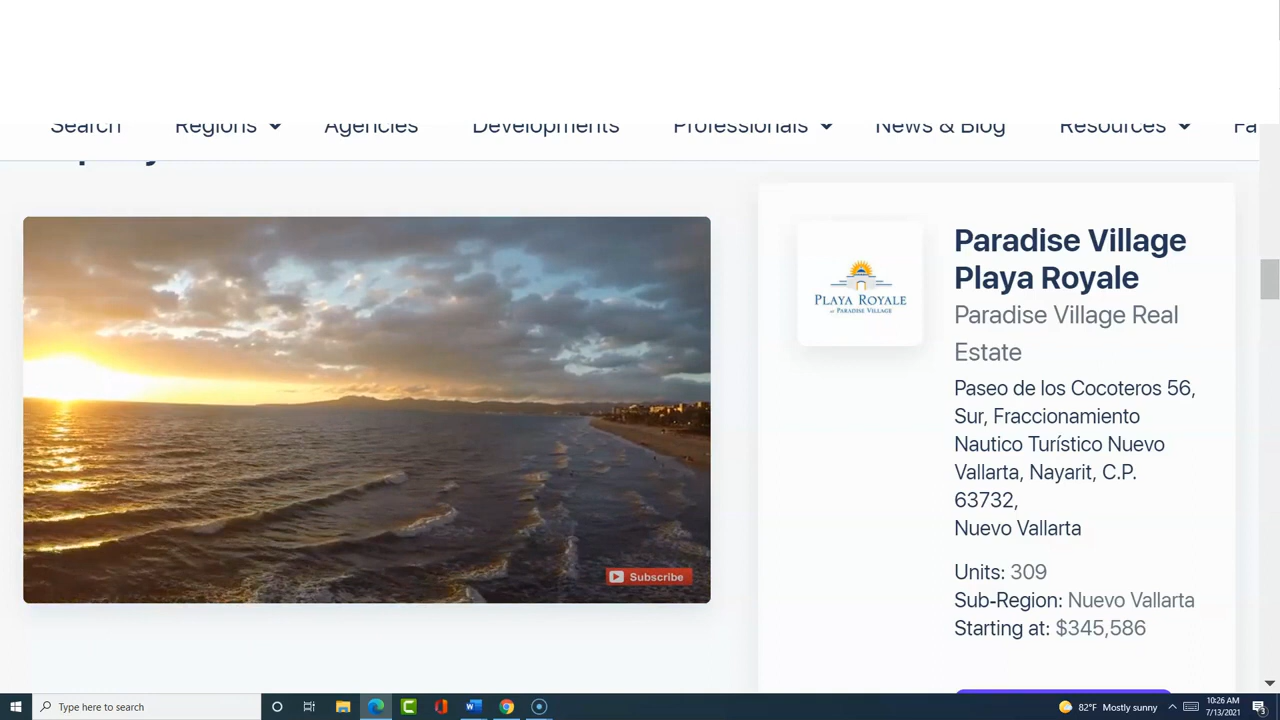 Search Regions Agencies Developments Professionals News & Blog Resources Fa
Subscribe
PLAYA ROYALE
at PARADISE VILLAGE
Paradise Village
Playa Royale
Paradise Village Real
Estate
Paseo de los Cocoteros 56,
Sur, Fraccionamiento
Nautico Turístico Nuevo
Vallarta, Nayarit, C.P.
63732,
Nuevo Vallarta
Units: 309
Sub-Region: Nuevo Vallarta
Starting at: $345,586
Type here to search
82°F Mostly sunny
10:26 AM
7/13/2021
3